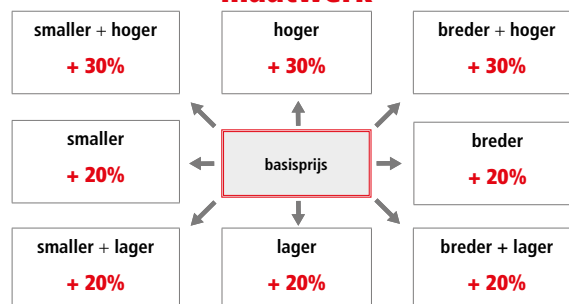 maatwerk
smaller + hoger
+ 30%
hoger
+ 30%
breder + hoger
+ 30%
smaller
+ 20%
basisprijs
breder
+ 20%
smaller + lager
+ 20%
lager
+ 20%
breder + lager
+ 20%